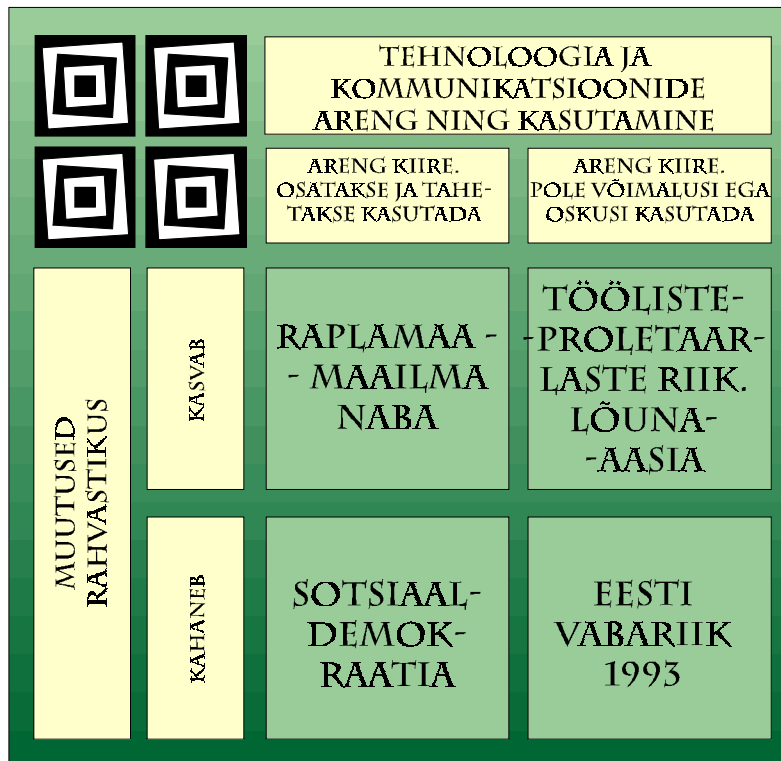 TEHNOLOOGIA JA
KOMMUNIKATSIOONIDE
ARENG NING KASUTAMINE
ARENG KIIRE.
OSATAKSE JA TAHE-
TAKSE KASUTADA
ARENG KIIRE.
POLE VÕIMALUSI EGA
OSKUSI KASUTADA
MUUTUSED
RAHVASTIKUS
KASVAB
RAPLAMAA -
- MAAILMA
NABA
TÖÖLISTE-
-PROLETAAR-
LASTE RIIK.
LÕUNA-
-AASIA
KAHANEB
SOTSIAAL-
DEMOK-
RAATIA
EESTI
VABARIIK
1993